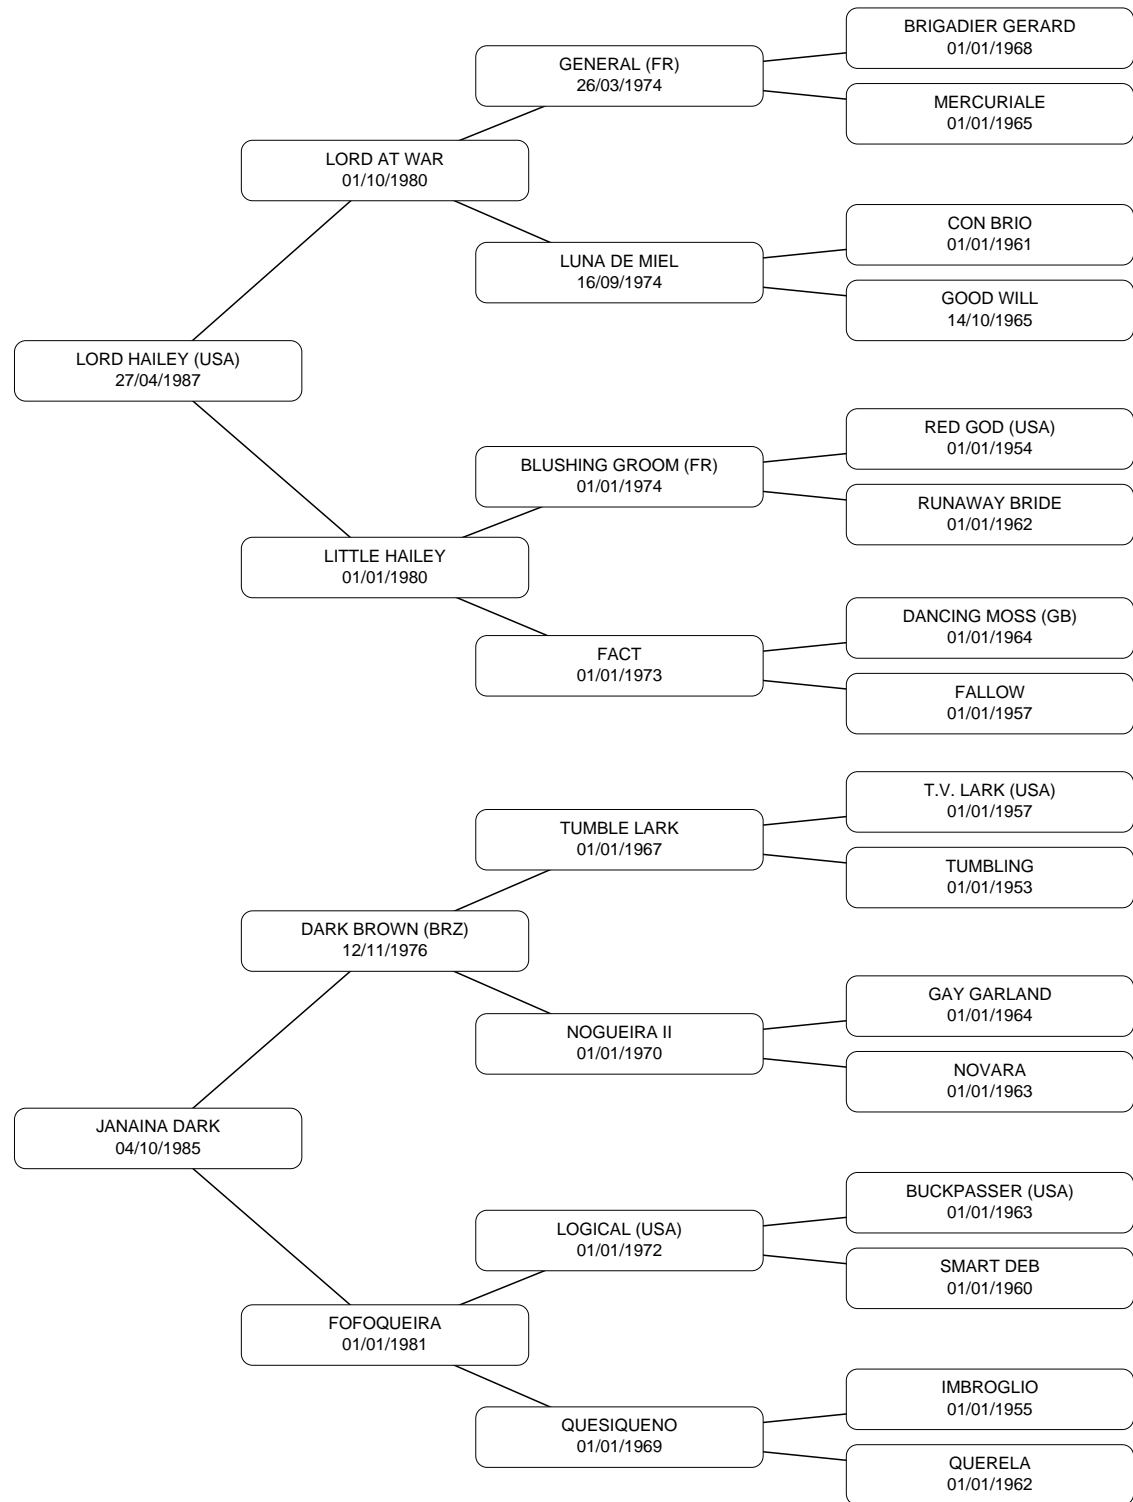 BRIGADIER GERARD
01/01/1968
GENERAL (FR)
26/03/1974
MERCURIALE
01/01/1965
LORD AT WAR
01/10/1980
CON BRIO
01/01/1961
LUNA DE MIEL
16/09/1974
GOOD WILL
14/10/1965
LORD HAILEY (USA)
27/04/1987
RED GOD (USA)
01/01/1954
BLUSHING GROOM (FR)
01/01/1974
RUNAWAY BRIDE
01/01/1962
LITTLE HAILEY
01/01/1980
DANCING MOSS (GB)
01/01/1964
FACT
01/01/1973
FALLOW
01/01/1957
T.V. LARK (USA)
01/01/1957
TUMBLE LARK
01/01/1967
TUMBLING
01/01/1953
DARK BROWN (BRZ)
12/11/1976
GAY GARLAND
01/01/1964
NOGUEIRA II
01/01/1970
NOVARA
01/01/1963
JANAINA DARK
04/10/1985
BUCKPASSER (USA)
01/01/1963
LOGICAL (USA)
01/01/1972
SMART DEB
01/01/1960
FOFOQUEIRA
01/01/1981
IMBROGLIO
01/01/1955
QUESIQUENO
01/01/1969
QUERELA
01/01/1962